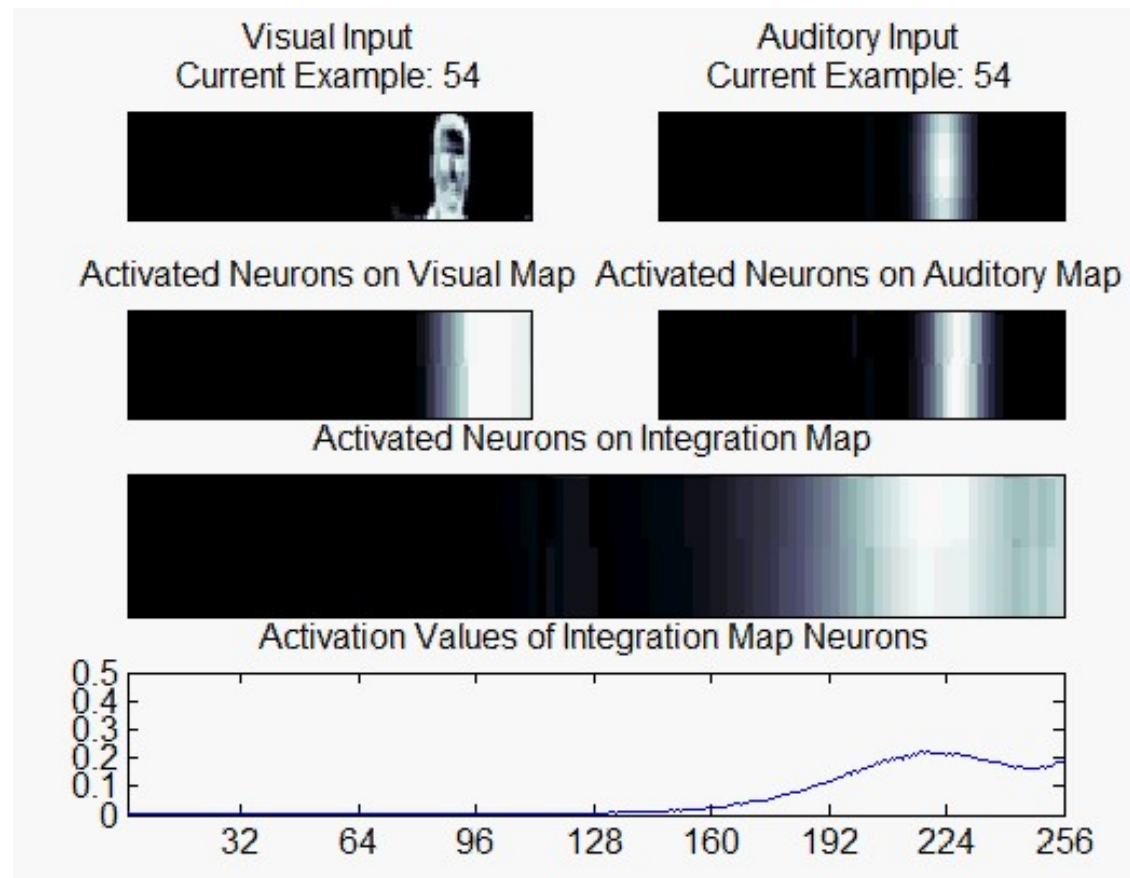 Visual Input
Current Example: 54
Auditory Input
Current Example: 54
Activated Neurons on Visual Map
Activated Neurons on Auditory Map
Activated Neurons on Integration Map
Activation Values of Integration Map Neurons
0.5
0.4
0.3
0.2
0.1
0
32 64 96 128 160 192 224 256